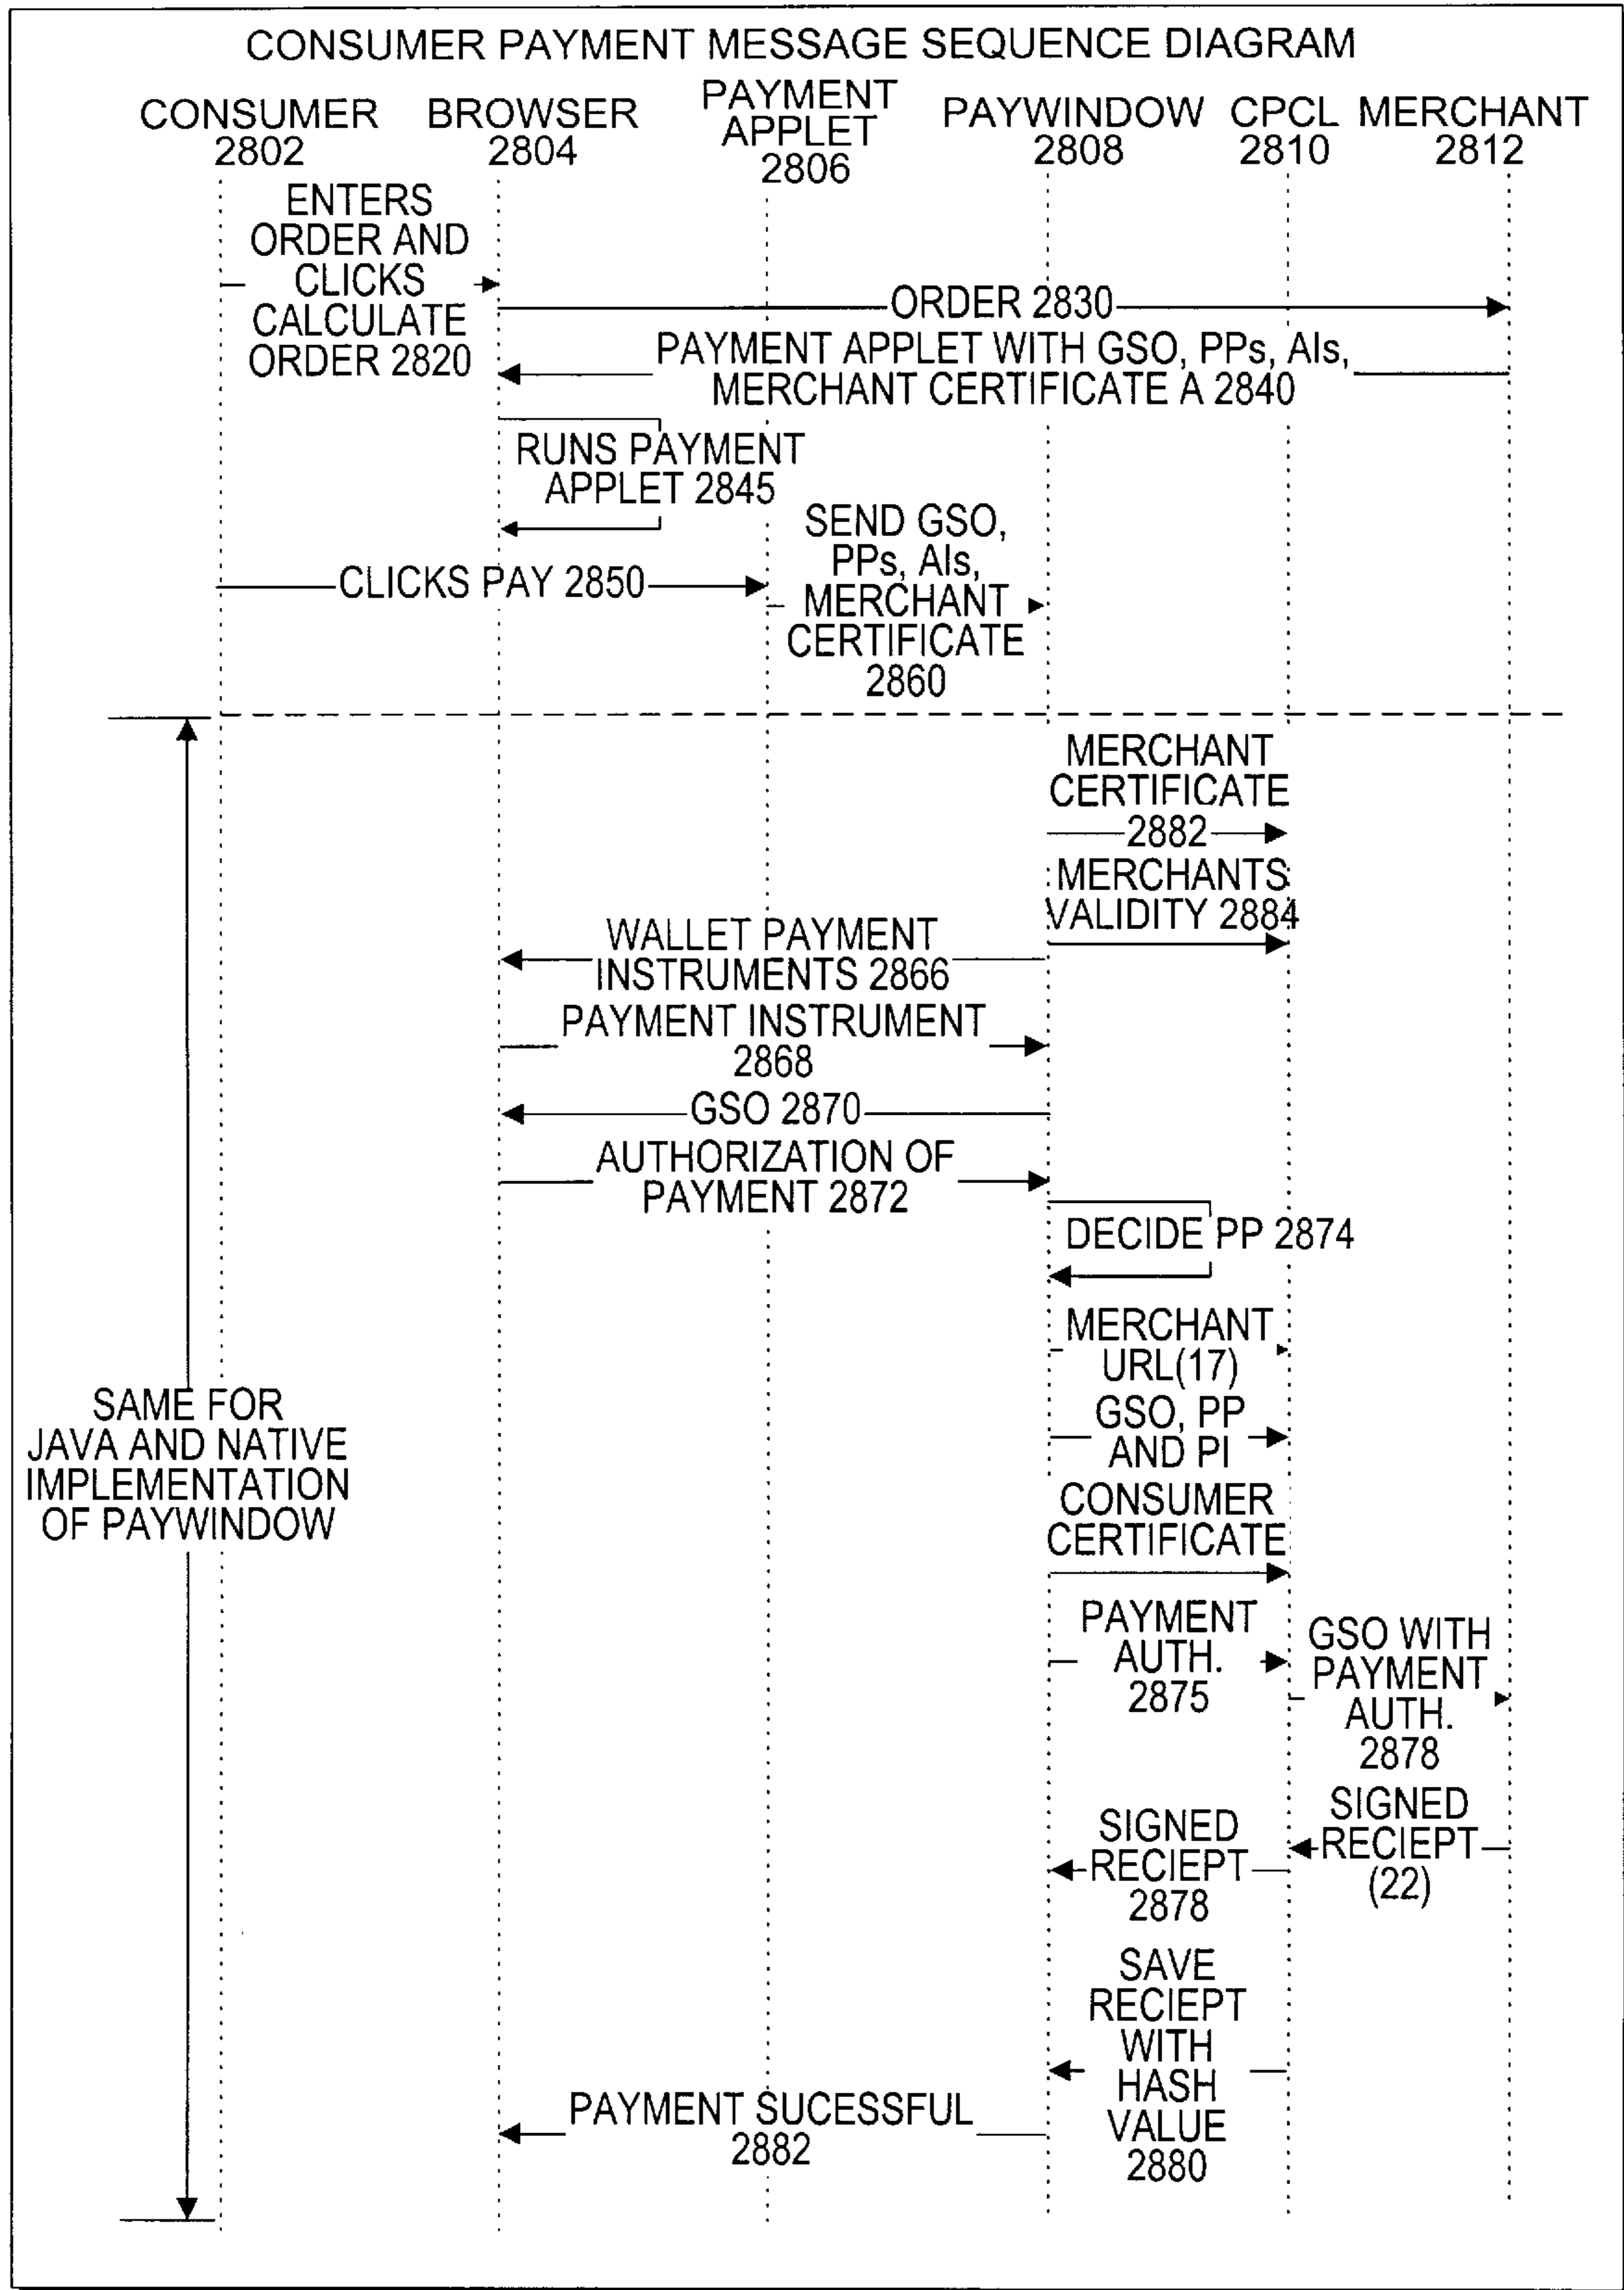 CONSUMER PAYMENT MESSAGE SEQUENCE DIAGRAM
CONSUMER
2802
BROWSER
2804
PAYMENT
APPLET
2806
PAYWINDOW
2808
CPCL
2810
MERCHANT
2812
ENTERS
ORDER AND
CLICKS
CALCULATE
ORDER 2820
ORDER 2830
PAYMENT APPLET WITH GSO, PPs, AIs,
MERCHANT CERTIFICATE A 2840
RUNS PAYMENT
APPLET 2845
CLICKS PAY 2850
SEND GSO,
PPs, AIs,
MERCHANT
CERTIFICATE
2860
MERCHANT
CERTIFICATE
2882
MERCHANTS
VALIDITY 2884
WALLET PAYMENT
INSTRUMENTS 2866
PAYMENT INSTRUMENT
2868
GSO 2870
AUTHORIZATION OF
PAYMENT 2872
DECIDE PP 2874
MERCHANT
URL(17)
GSO, PP
AND PI
CONSUMER
CERTIFICATE
SAME FOR
JAVA AND NATIVE
IMPLEMENTATION
OF PAYWINDOW
PAYMENT
AUTH.
2875
GSO WITH
PAYMENT
AUTH.
2878
SIGNED
RECIEPT
(22)
SIGNED
RECIEPT
2878
SAVE
RECIEPT
WITH
HASH
VALUE
2880
PAYMENT SUCESSFUL
2882